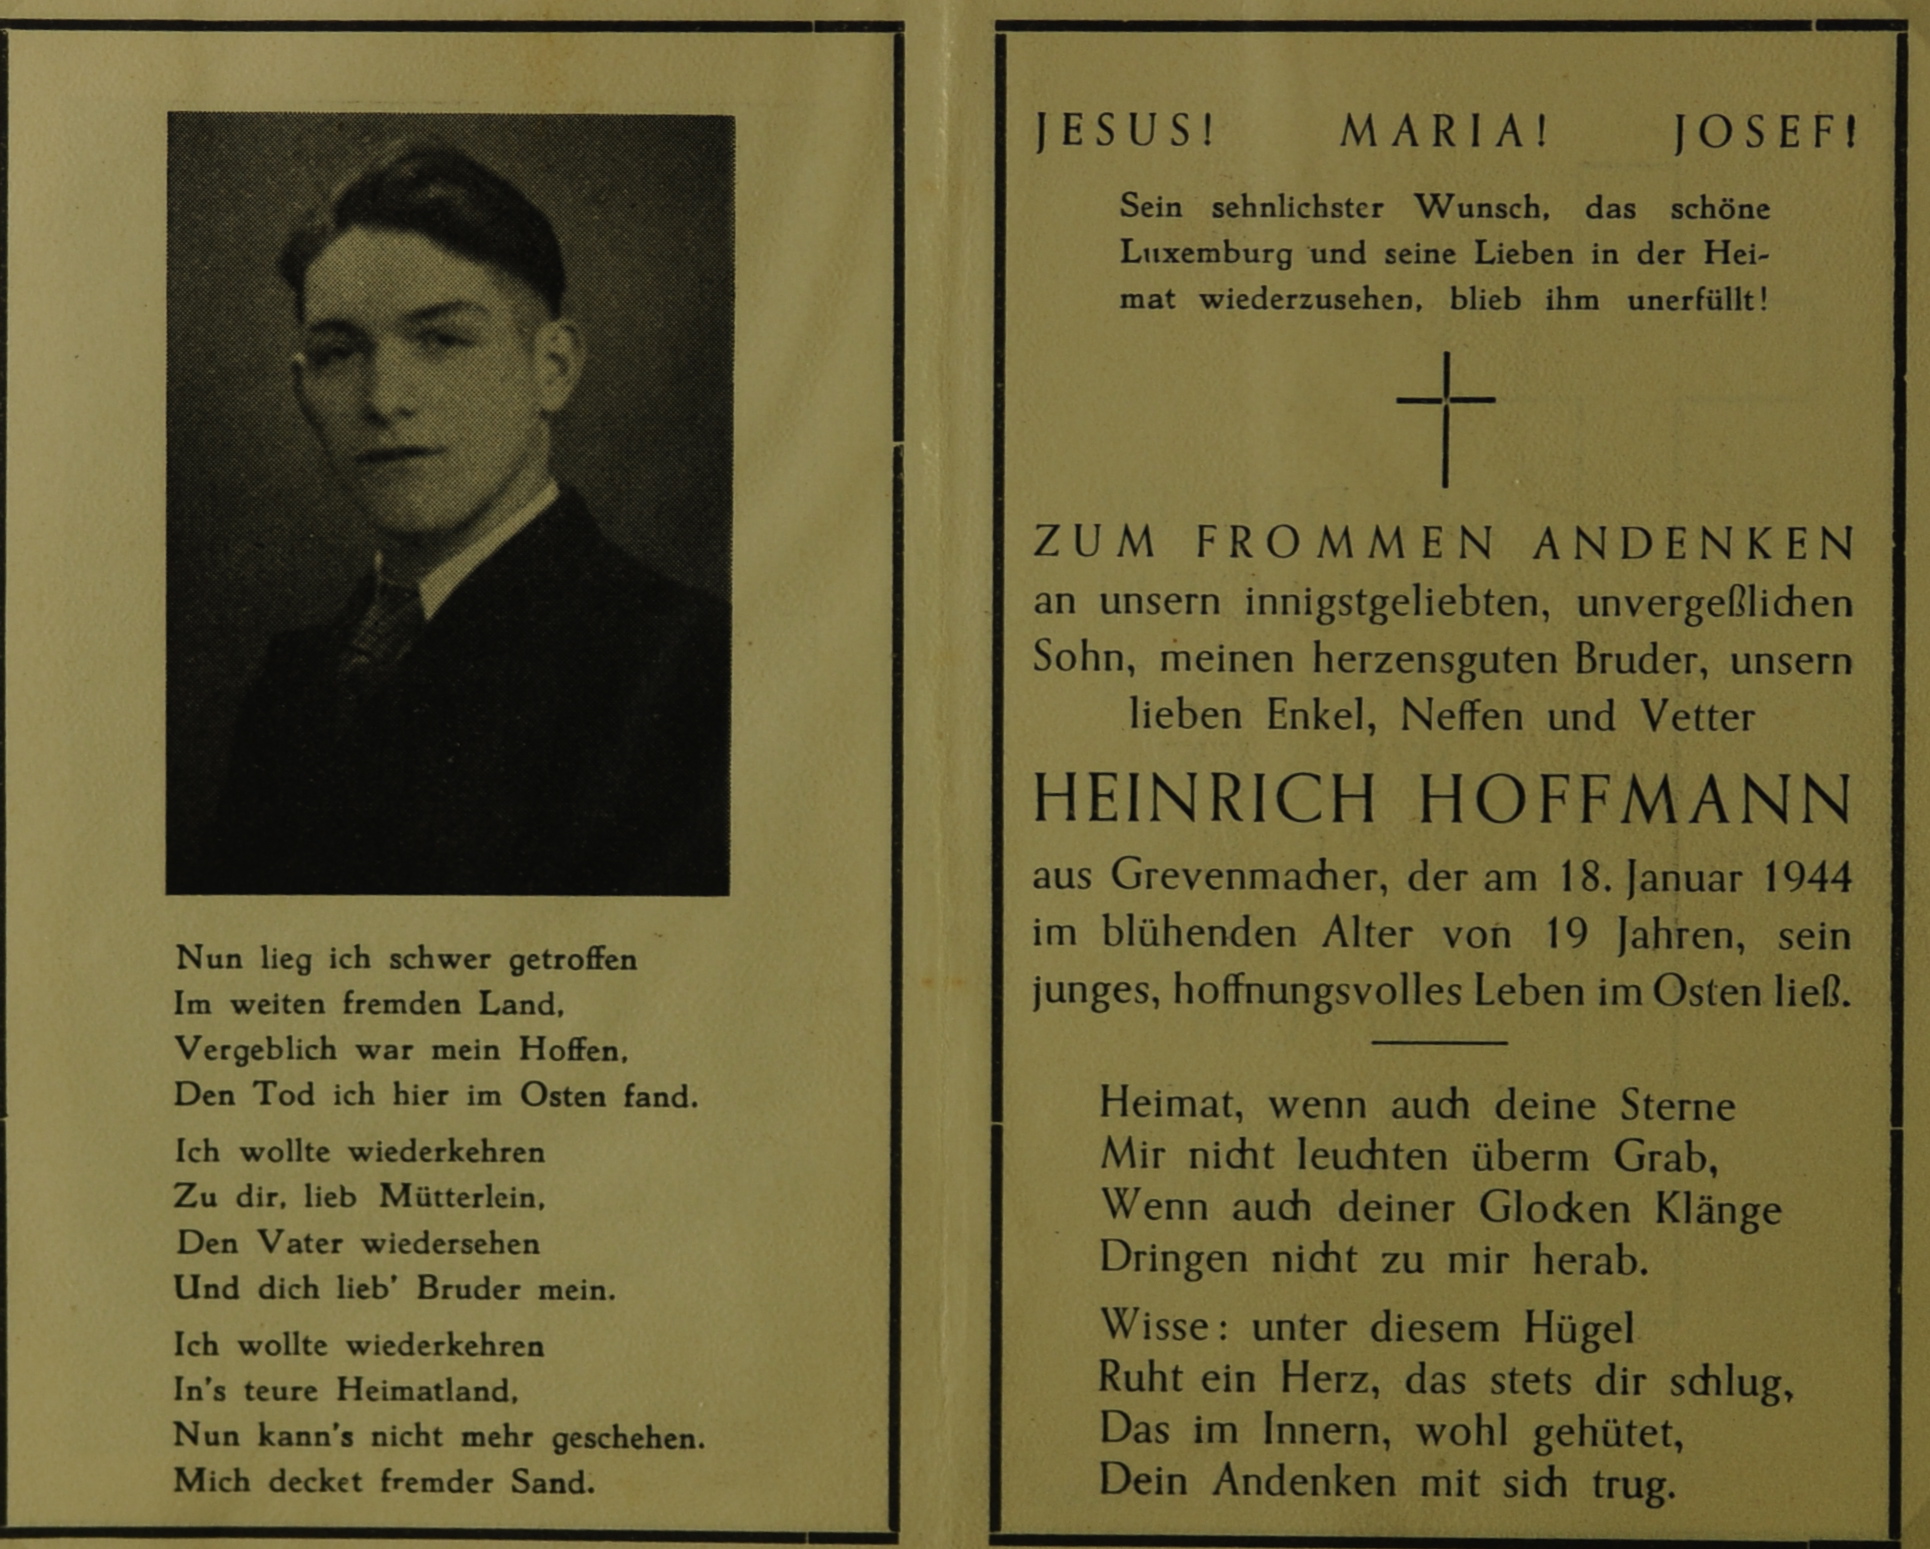 Nun lieg ich schwer getroffen
Im weiten fremden Land,
Vergeblich war mein Hoffen,
Den Tod ich hier im Osten fand.
Ich wollte wiederkehren
Zu dir, lieb Mütterlein,
Den Vater wiedersehen
Und dich lieb' Bruder mein.
Ich wollte wiederkehren
In's teure Heimatland,
Nun kann's nicht mehr geschehen.
Mich decket fremder Sand.
JESUS! MARIA! JOSEF!
Sein sehnlichster Wunsch, das schöne
Luxemburg und seine Lieben in der Hei-
mat wiederzusehen, blieb ihm unerfüllt!
ZUM FROMMEN ANDENKEN
an unsern innigstgeliebten, unvergeßlichen
Sohn, meinen herzensguten Bruder, unsern
lieben Enkel, Neffen und Vetter
HEINRICH HOFFMANN
aus Grevenmacher, der am 18. Januar 1944
im blühenden Alter von 19 Jahren, sein
junges, hoffnungsvolles Leben im Osten ließ.
Heimat, wenn auch deine Sterne
Mir nicht leuchten überm Grab,
Wenn auch deiner Glocken Klänge
Dringen nicht zu mir herab.
Wisse: unter diesem Hügel
Ruht ein Herz, das stets dir schlug,
Das im Innern, wohl gehütet,
Dein Andenken mit sich trug.